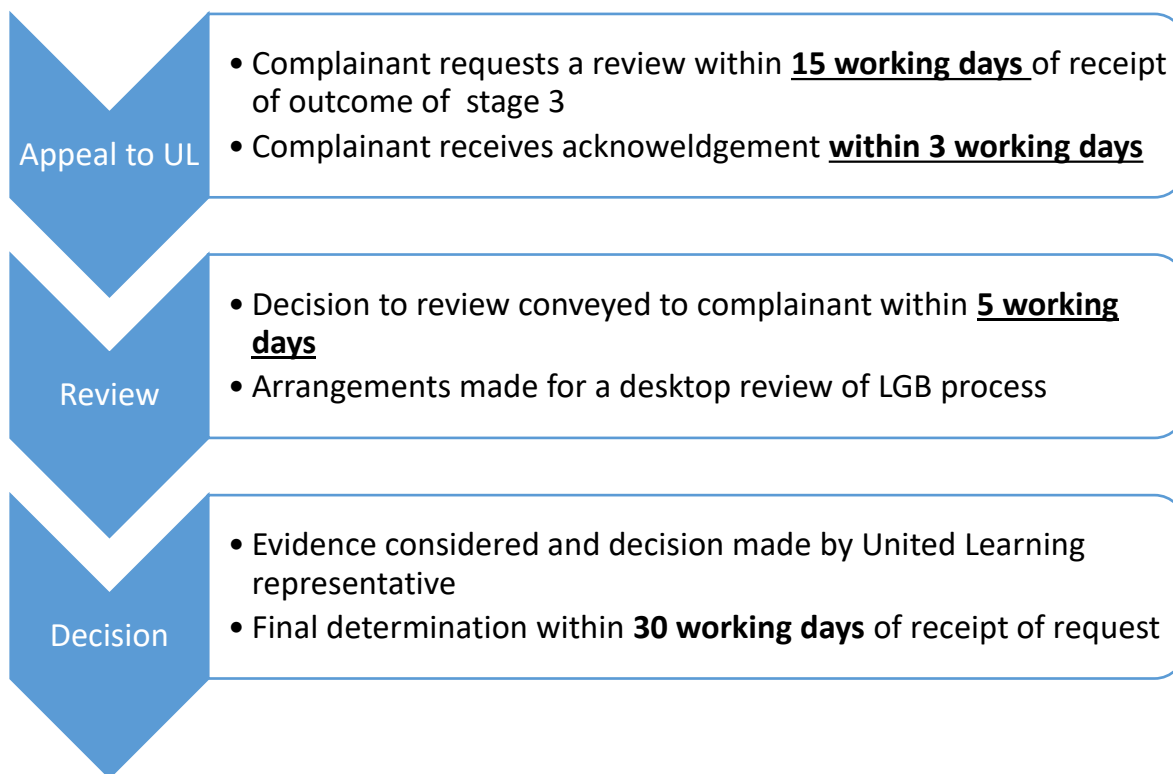 Appeal to UL
• Complainant requests a review within 15 working days of receipt
of outcome of  stage 3
• Complainant receives acknoweldgement within 3 working days
Review
• Decision to review conveyed to complainant within 5 working
days
• Arrangements made for a desktop review of LGB process
Decision
• Evidence considered and decision made by United Learning
representative
• Final determination within 30 working days of receipt of request